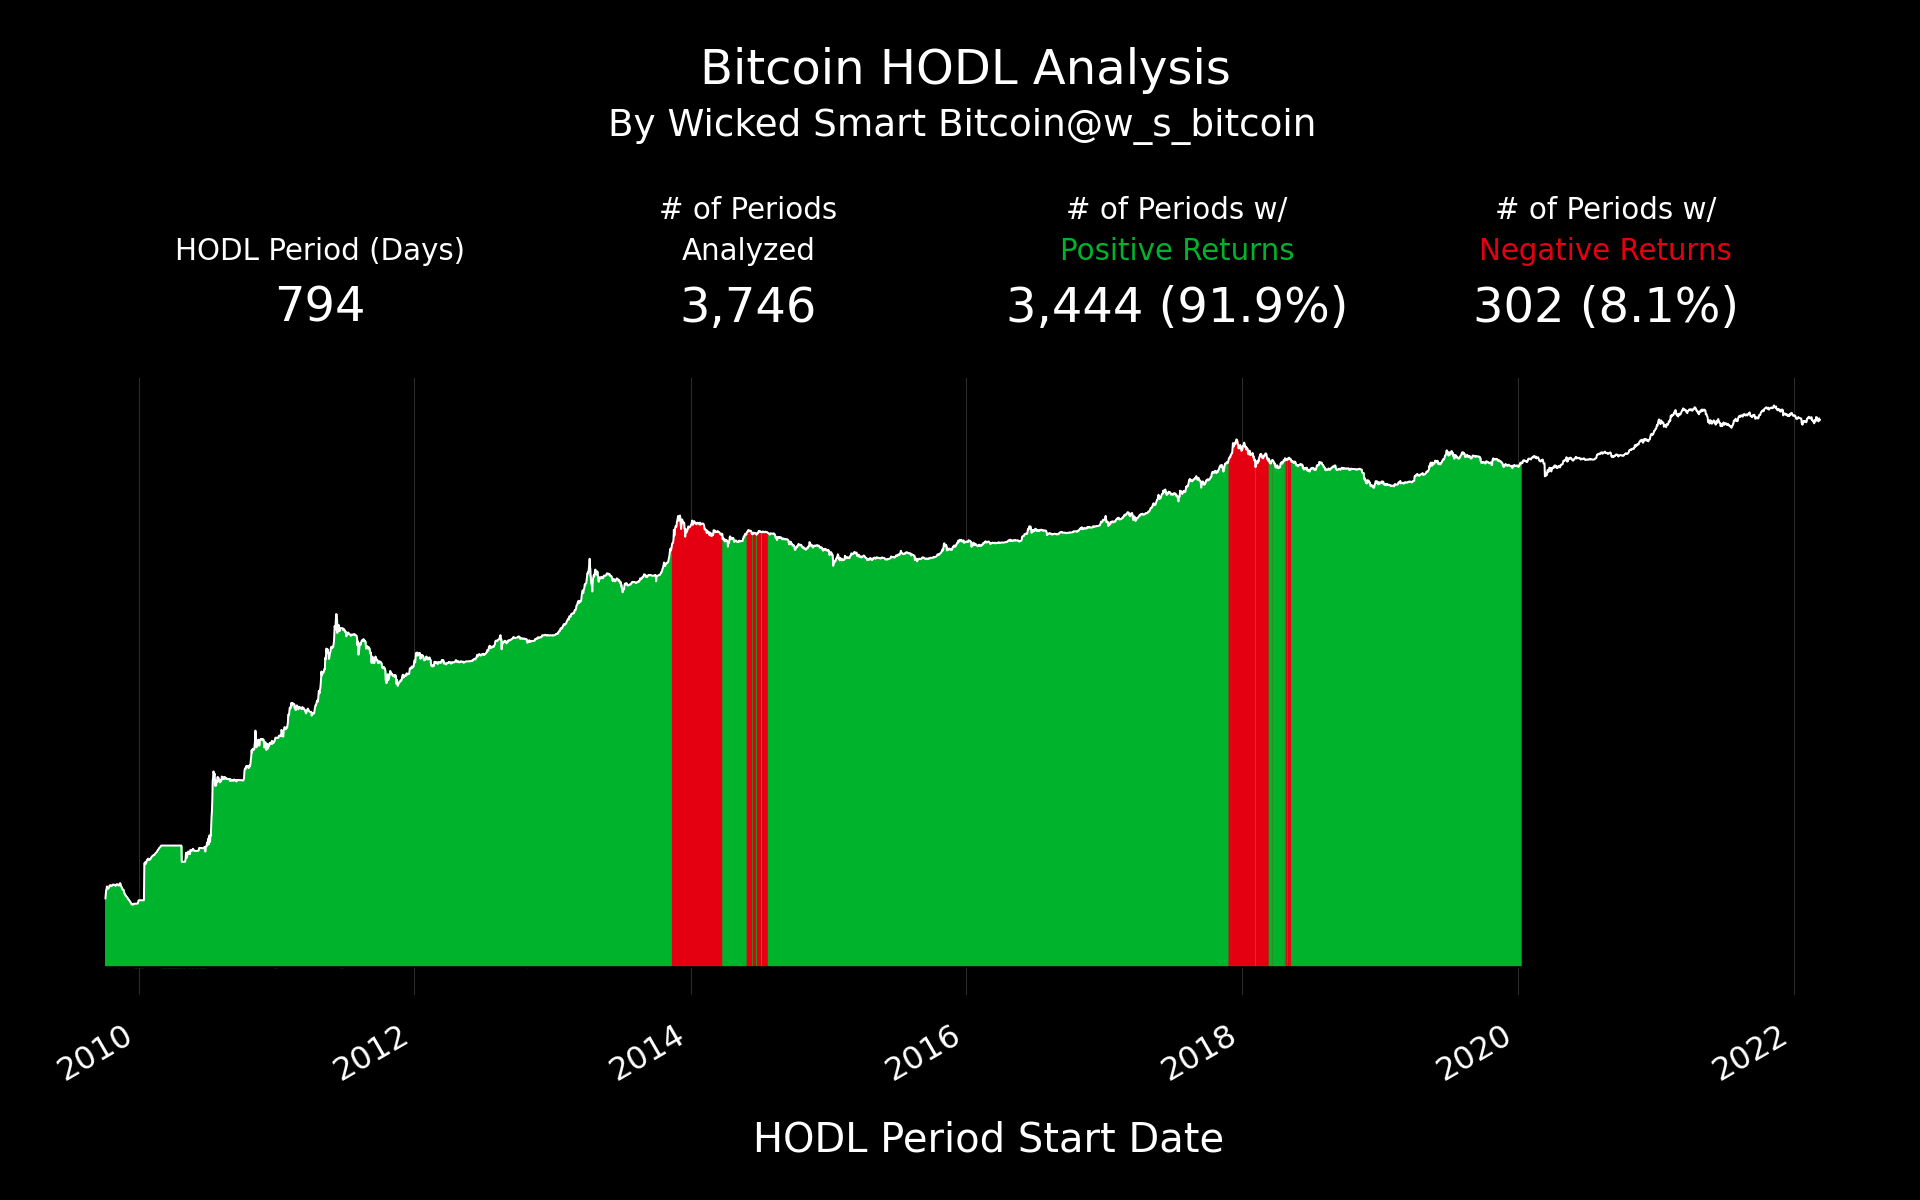 Bitcoin HODL Analysis
By Wicked Smart Bitcoin@w_s_bitcoin
HODL Period (Days)
794
# of Periods
Analyzed
3,746
# of Periods w/
Positive Returns
3,444 (91.9%)
# of Periods w/
Negative Returns
302 (8.1%)
2010
2012
2014
2016
2018
2020
2022
HODL Period Start Date